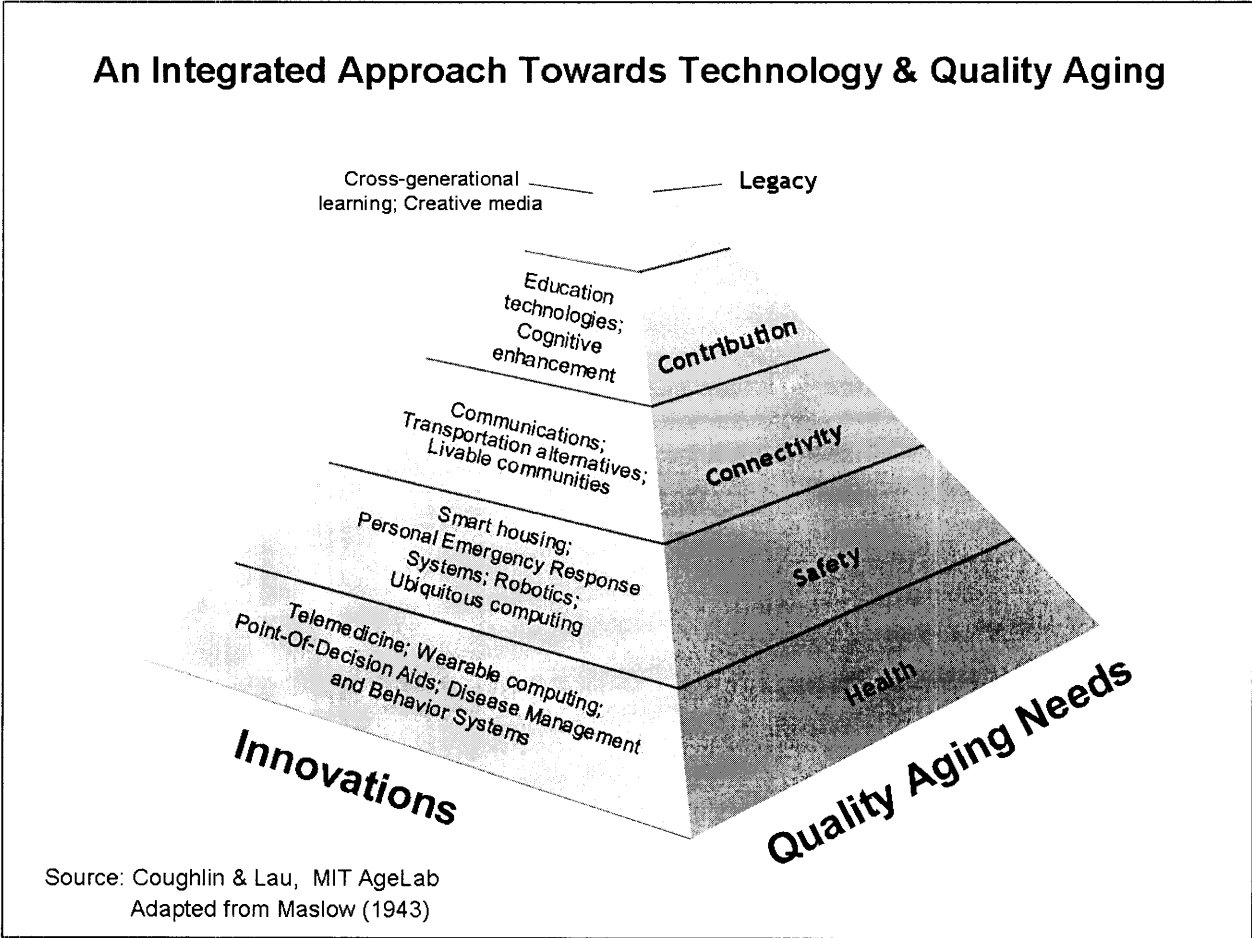 An Integrated Approach Towards Technology & Quality Aging
Cross-generational
learning; Creative media
Legacy
Education
technologies;
Cognitive
enhancement
Contribution
Communications;
Transportation alternatives;
Livable communities
Connectivity
Smart housing;
Personal Emergency Response
Systems; Robotics;
Ubiquitous computing
Safety
Telemedicine; Wearable computing;
Point-Of-Decision Aids; Disease Management
and Behavior Systems
Health
Innovations
Quality Aging Needs
Source: Coughlin & Lau, MIT AgeLab
Adapted from Maslow (1943)